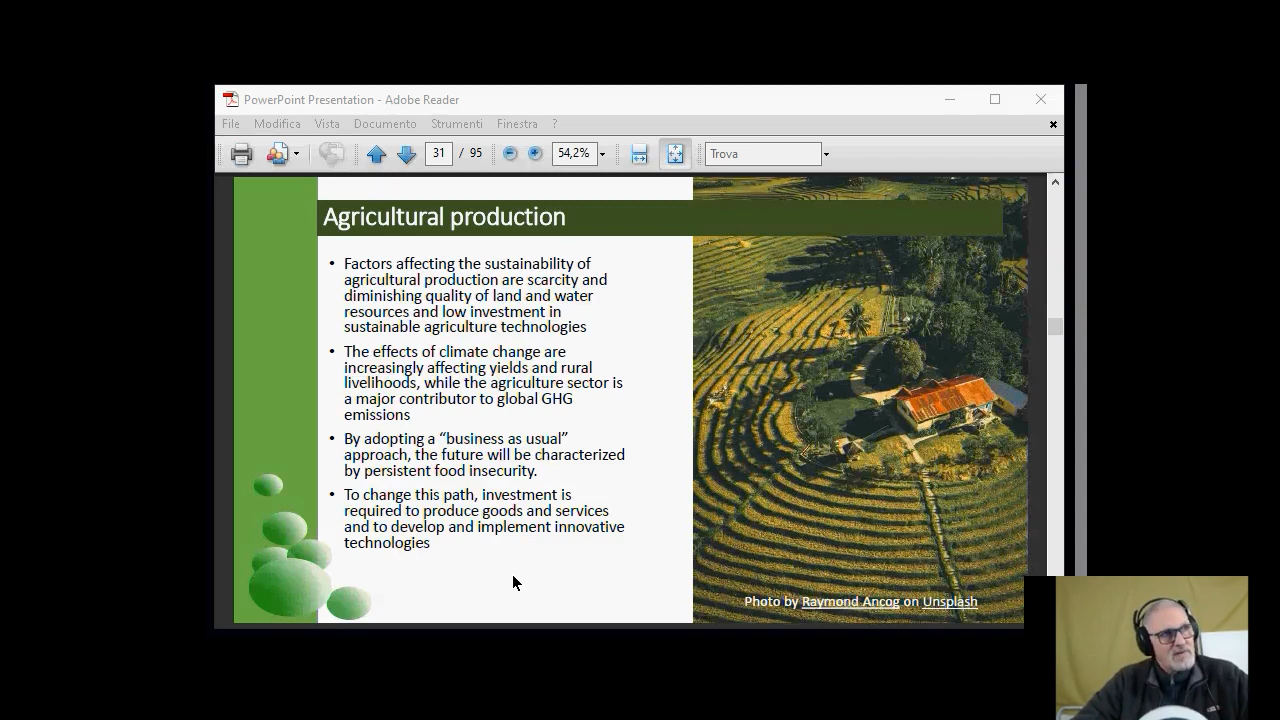 PowerPoint Presentation - Adobe Reader
File Modifica Vista Documento Strumenti Finestra ?
31 / 95 54,2% Trova
Agricultural production
• Factors affecting the sustainability of
agricultural production are scarcity and
diminishing quality of land and water
resources and low investment in
sustainable agriculture technologies
• The effects of climate change are
increasingly affecting yields and rural
livelihoods, while the agriculture sector is
a major contributor to global GHG
emissions
• By adopting a “business as usual”
approach, the future will be characterized
by persistent food insecurity.
• To change this path, investment is
required to produce goods and services
and to develop and implement innovative
technologies
Photo by Raymond Ancog on Unsplash